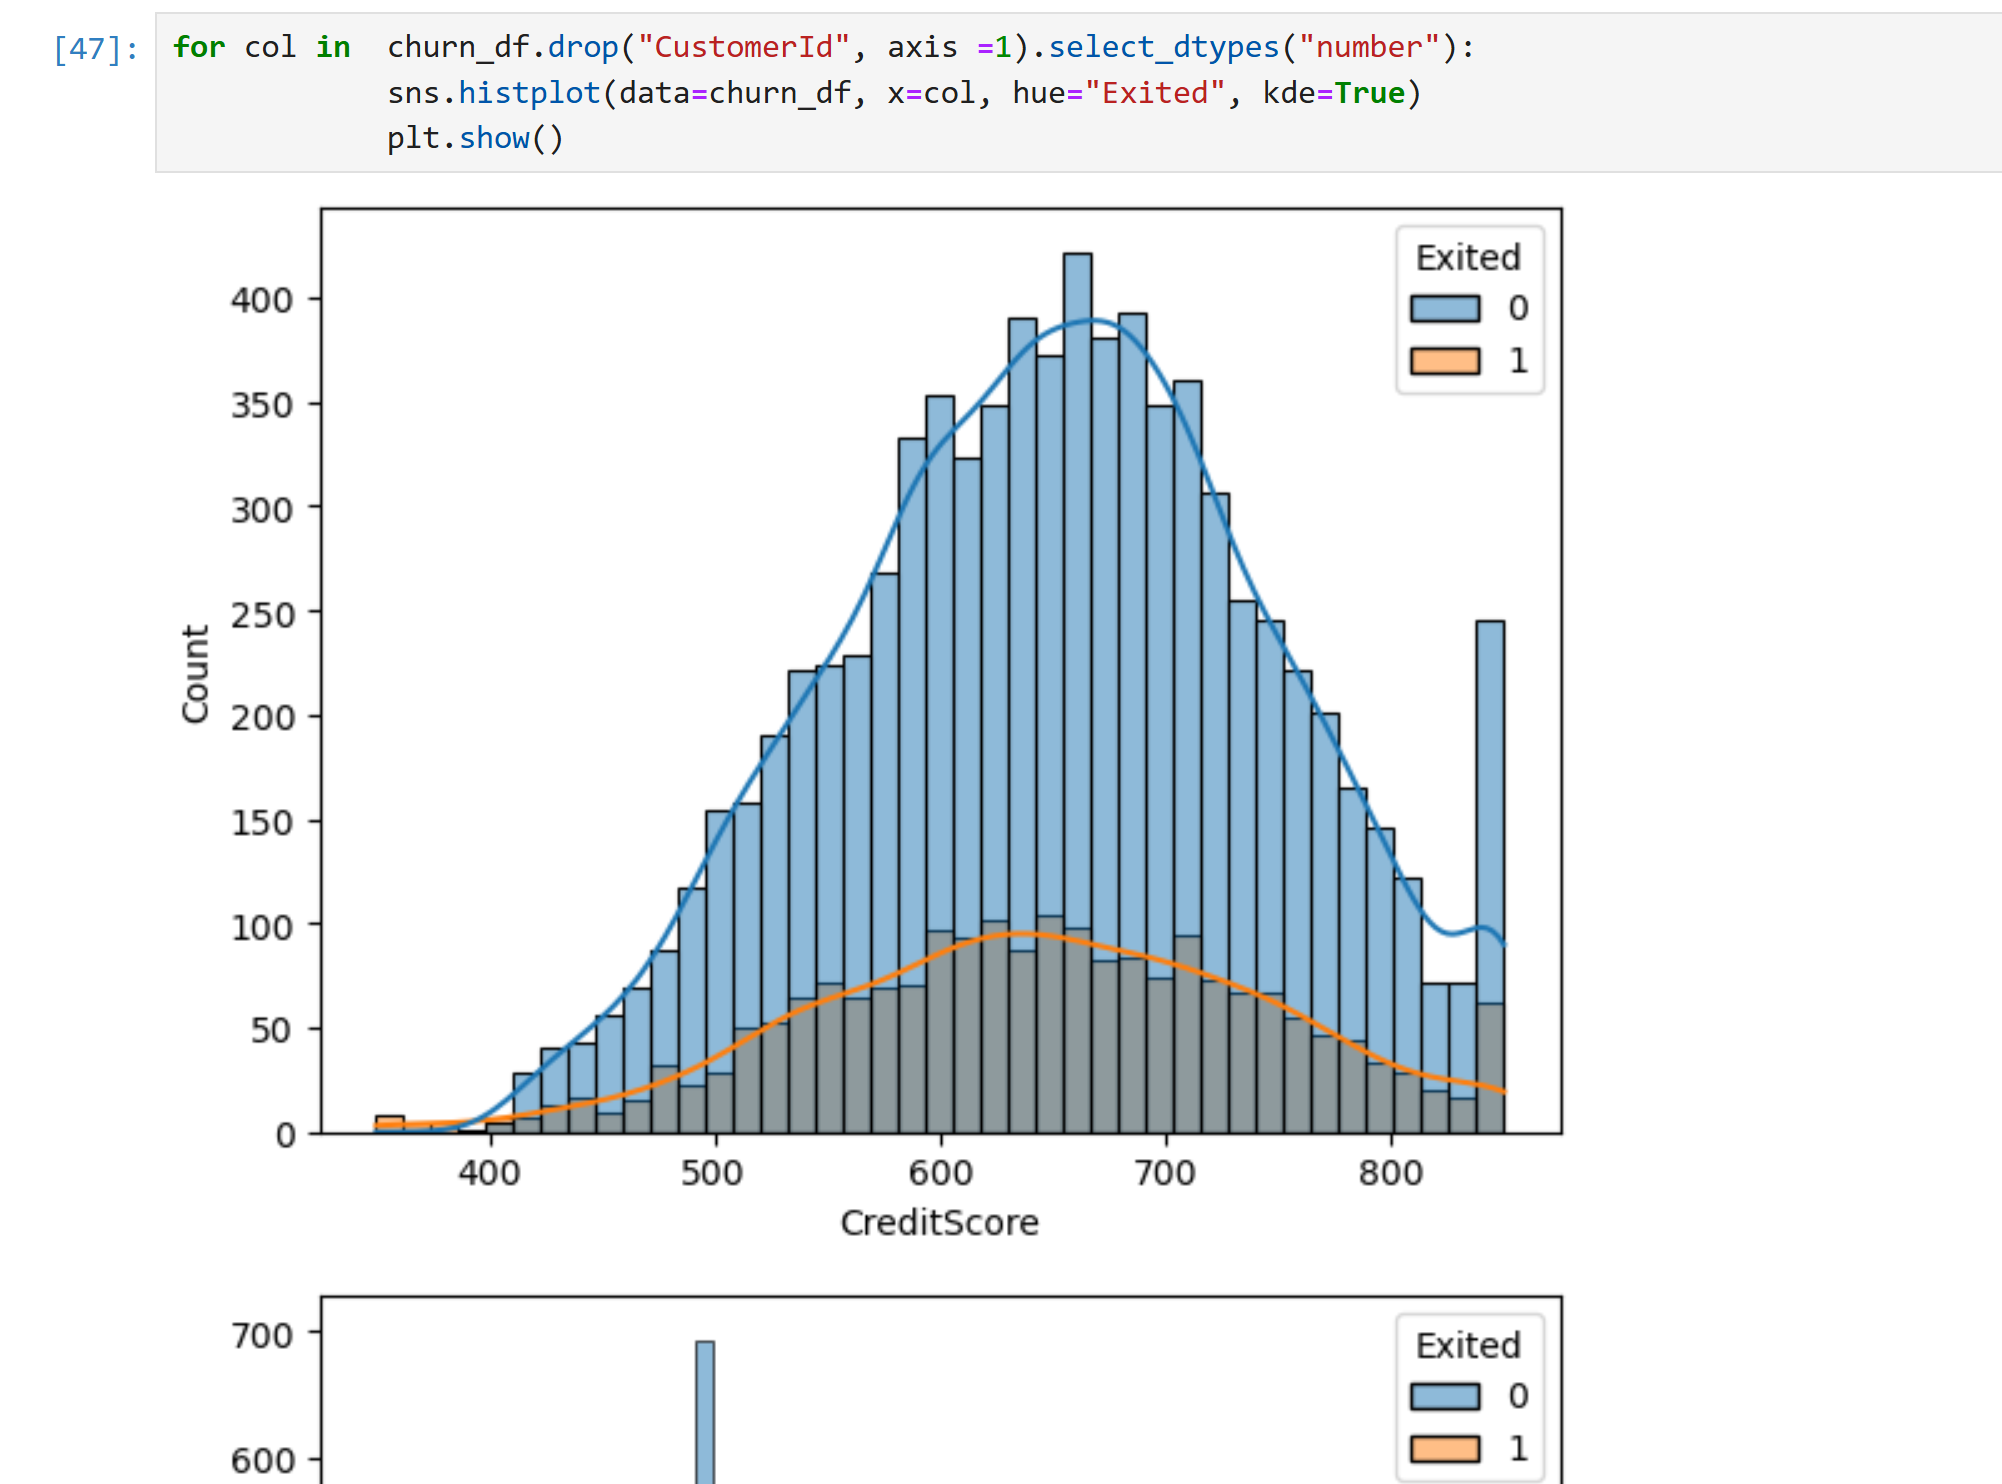 [47]: for col in  churn_df.drop("CustomerId", axis =1).select_dtypes("number"):
            sns.histplot(data=churn_df, x=col, hue="Exited", kde=True)
            plt.show()
Exited
0
1
400
350
300
250
200
150
100
50
0
Count
400 500 600 700 800
CreditScore
Exited
0
1
700
600